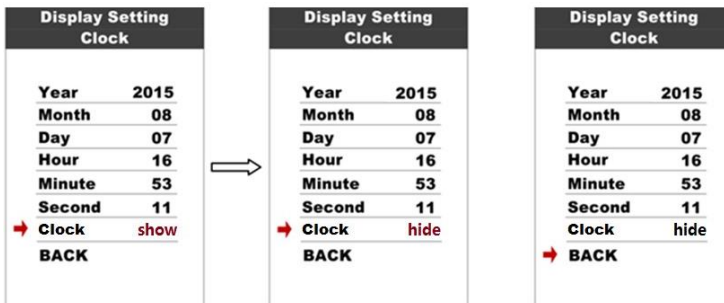 Display Setting
Clock
Year 2015
Month 08
Day 07
Hour 16
Minute 53
Second 11
Clock show
BACK
Display Setting
Clock
Year 2015
Month 08
Day 07
Hour 16
Minute 53
Second 11
Clock hide
BACK
Display Setting
Clock
Year 2015
Month 08
Day 07
Hour 16
Minute 53
Second 11
Clock hide
BACK